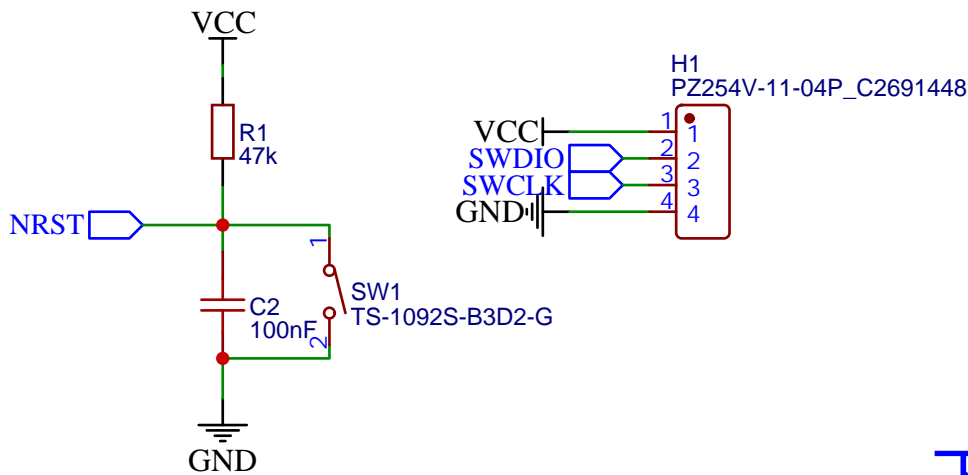 VCC
R1
47k
NRST
1
SW1
TS-1092S-B3D2-G
C2
100nF
2
GND
H1
PZ254V-11-04P_C2691448
VCC 1 1
SWDIO 2 2
SWCLK 3 3
GND 4 4